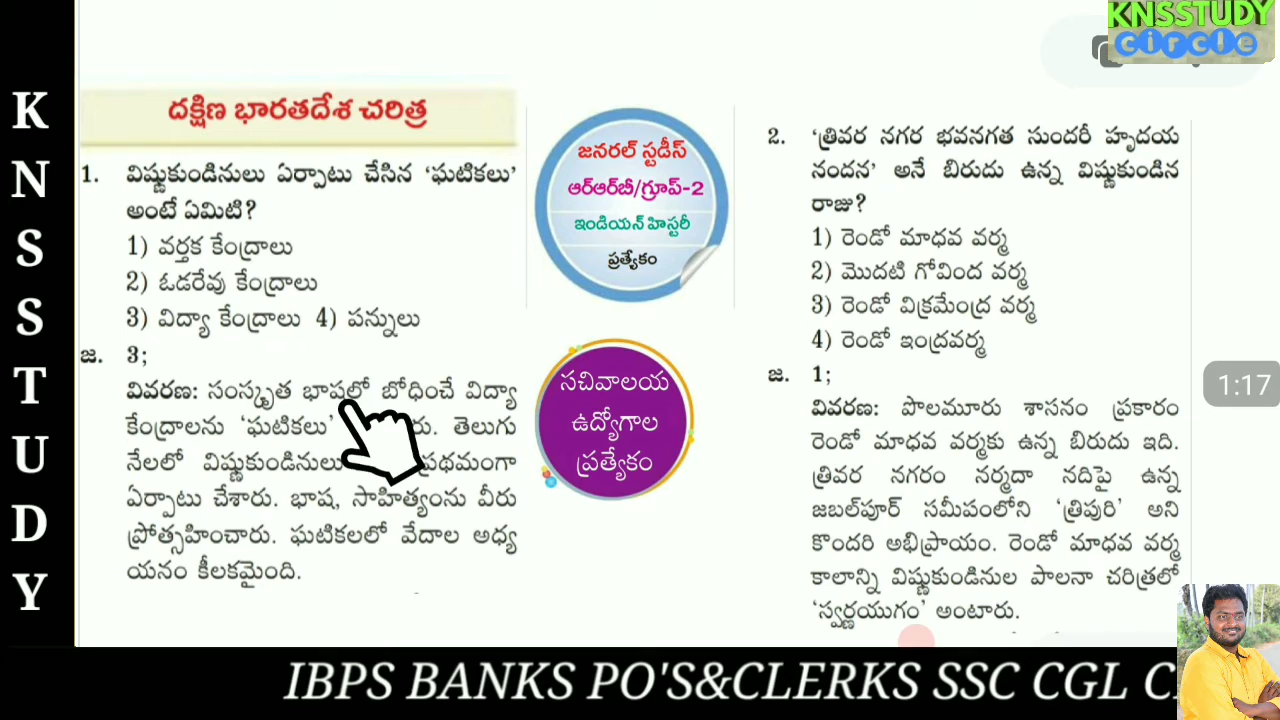 KNSSTUDY
circle
KNSSTUDY
దక్షిణ భారతదేశ చరిత్ర
1. విష్ణుకుండినులు ఏర్పాటు చేసిన ‘ఘటికలు’
అంటే ఏమిటి?
1) వర్తక కేంద్రాలు
2) ఓడరేవు కేంద్రాలు
3) విద్యా కేంద్రాలు 4) పన్నులు
జ. 3;
వివరణ: సంస్కృత భాషలో బోధించే విద్యా
కేంద్రాలను ‘ఘటికలు’ రు. తెలుగు
నేలలో విష్ణుకుండినులు ప్రథమంగా
ఏర్పాటు చేశారు. భాష, సాహిత్యంను వీరు
ప్రోత్సహించారు. ఘటికలలో వేదాల అధ్య
యనం కీలకమైంది.
జనరల్ స్టడీస్
ఆర్ఆర్‌బీ/గ్రూప్-2
ఇండియన్ హిస్టరీ
ప్రత్యేకం
సచివాలయ
ఉద్యోగాల
ప్రత్యేకం
2. ‘త్రివర నగర భవనగత సుందరీ హృదయ
నందన’ అనే బిరుదు ఉన్న విష్ణుకుండిన
రాజు?
1) రెండో మాధవ వర్మ
2) మొదటి గోవింద వర్మ
3) రెండో విక్రమేంద్ర వర్మ
4) రెండో ఇంద్రవర్మ
జ. 1;
వివరణ: పొలమూరు శాసనం ప్రకారం
రెండో మాధవ వర్మకు ఉన్న బిరుదు ఇది.
త్రివర నగరం నర్మదా నదిపై ఉన్న
జబల్‌పూర్ సమీపంలోని ‘త్రిపురి’ అని
కొందరి అభిప్రాయం. రెండో మాధవ వర్మ
కాలాన్ని విష్ణుకుండినుల పాలనా చరిత్రలో
‘స్వర్ణయుగం’ అంటారు.
1:17
IBPS BANKS PO'S&CLERKS SSC CGL